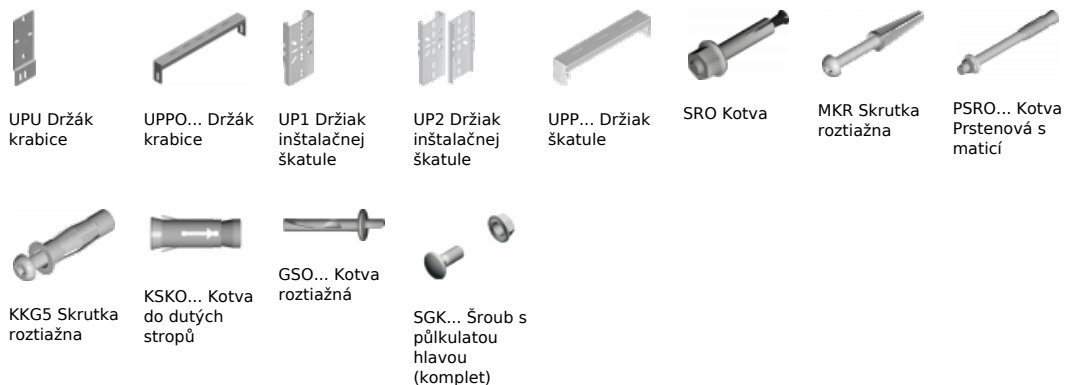 UPU Držák
krabice
UPPO... Držák
krabice
UP1 Držiak
inštalačnej
škatule
UP2 Držiak
inštalačnej
škatule
UPP... Držiak
škatule
SRO Kotva
MKR Skrutka
roztiažna
PSRO... Kotva
Prstenová s
maticí
KKG5 Skrutka
roztiažna
KSKO... Kotva
do dutých
stropů
GSO... Kotva
roztiažná
SGK... Šroub s
půlkulatou
hlavou
(komplet)